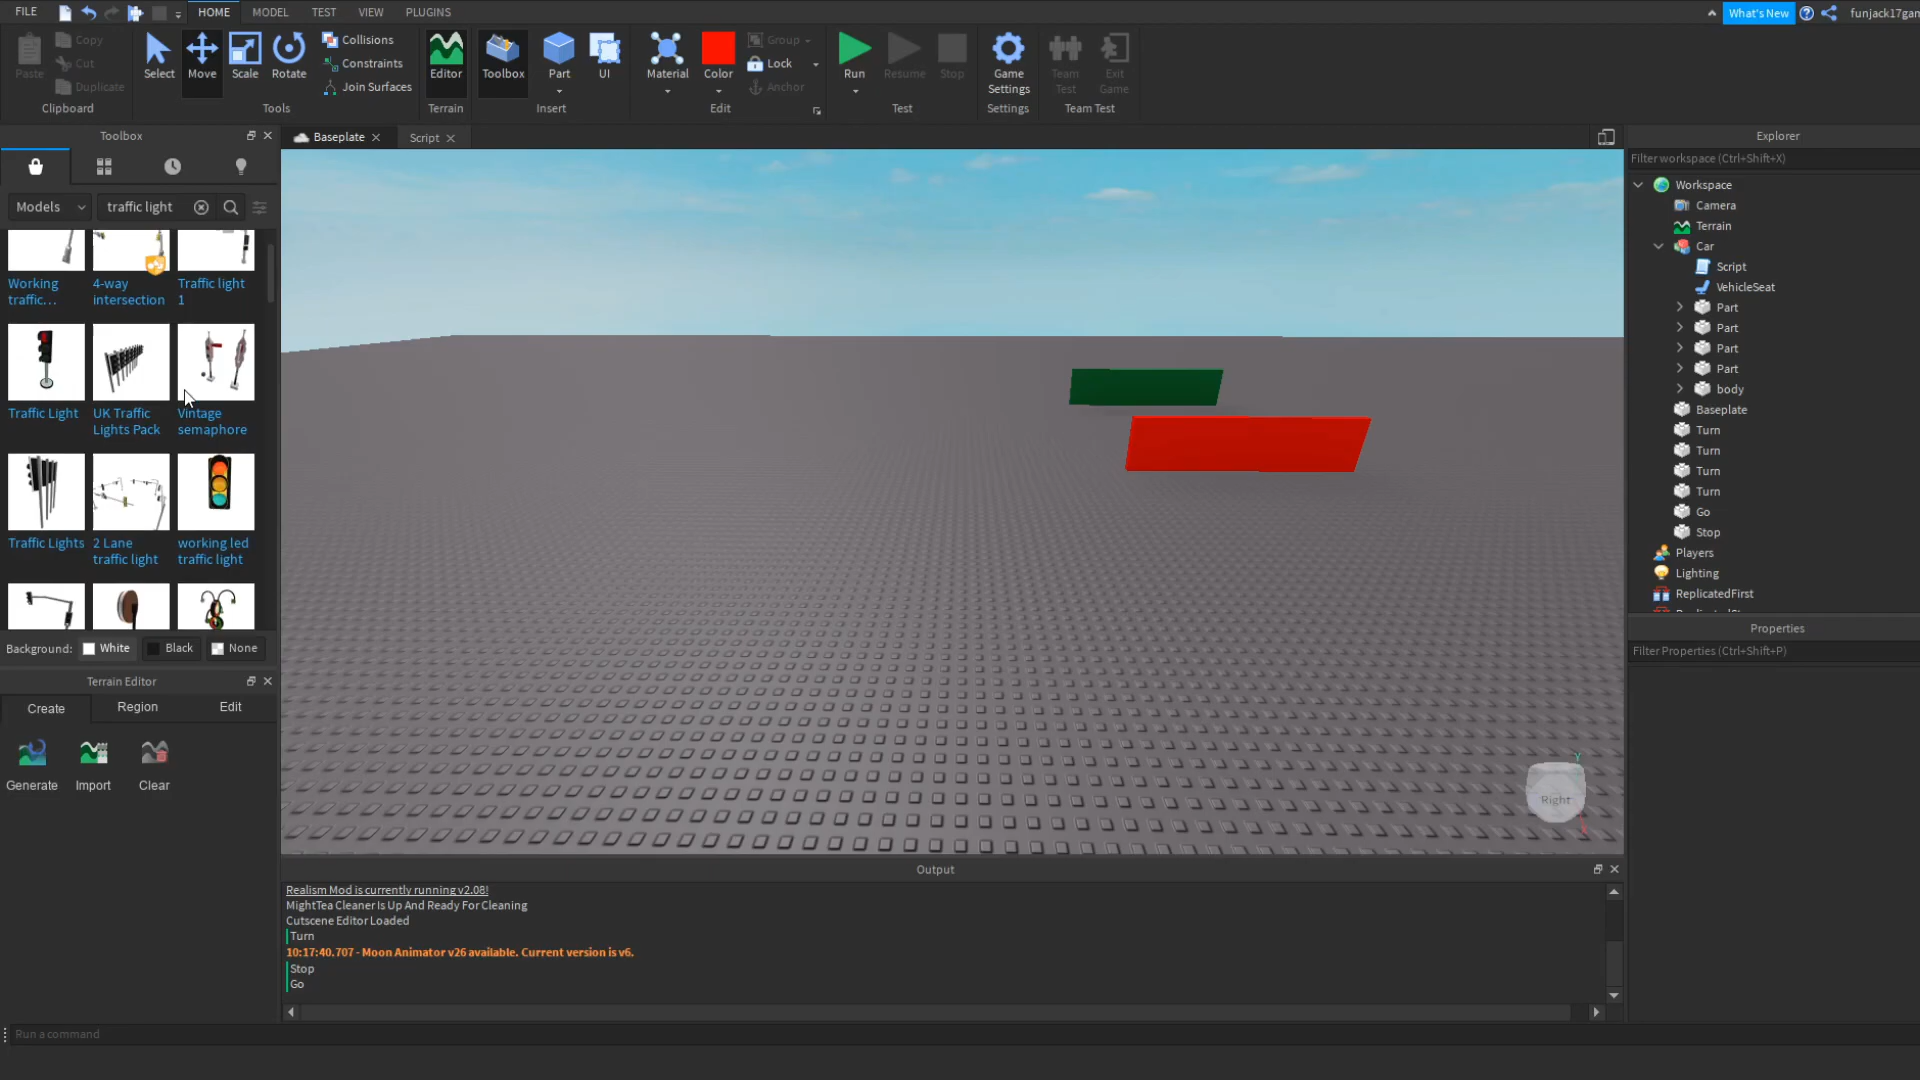 FILE
HOME MODEL TEST VIEW PLUGINS
What's New
funjack17gam
Paste
Copy
Cut
Duplicate
Clipboard
Select Move Scale Rotate
Collisions
Constraints
Join Surfaces
Tools
Editor
Terrain
Toolbox Part UI
Insert
Material Color
Group
Lock
Anchor
Edit
Run Resume Stop
Test
Game
Settings
Settings
Team
Test
Exit
Game
Team Test
Toolbox
Models traffic light
Working
traffic...
4-way
intersection
Traffic light
1
Traffic Light
UK Traffic
Lights Pack
Vintage
semaphore
Traffic Lights
2 Lane
traffic light
working led
traffic light
Background: White Black None
Terrain Editor
Create Region Edit
Generate Import Clear
Baseplate
Script
Right
Y
Output
Realism Mod is currently running v2.08!
MightTea Cleaner Is Up And Ready For Cleaning
Cutscene Editor Loaded
Turn
10:17:40.707 - Moon Animator v26 available. Current version is v6.
Stop
Go
Run a command
Explorer
Filter workspace (Ctrl+Shift+X)
Workspace
Camera
Terrain
Car
Script
VehicleSeat
Part
Part
Part
Part
body
Baseplate
Turn
Turn
Turn
Turn
Go
Stop
Players
Lighting
ReplicatedFirst
Properties
Filter Properties (Ctrl+Shift+P)